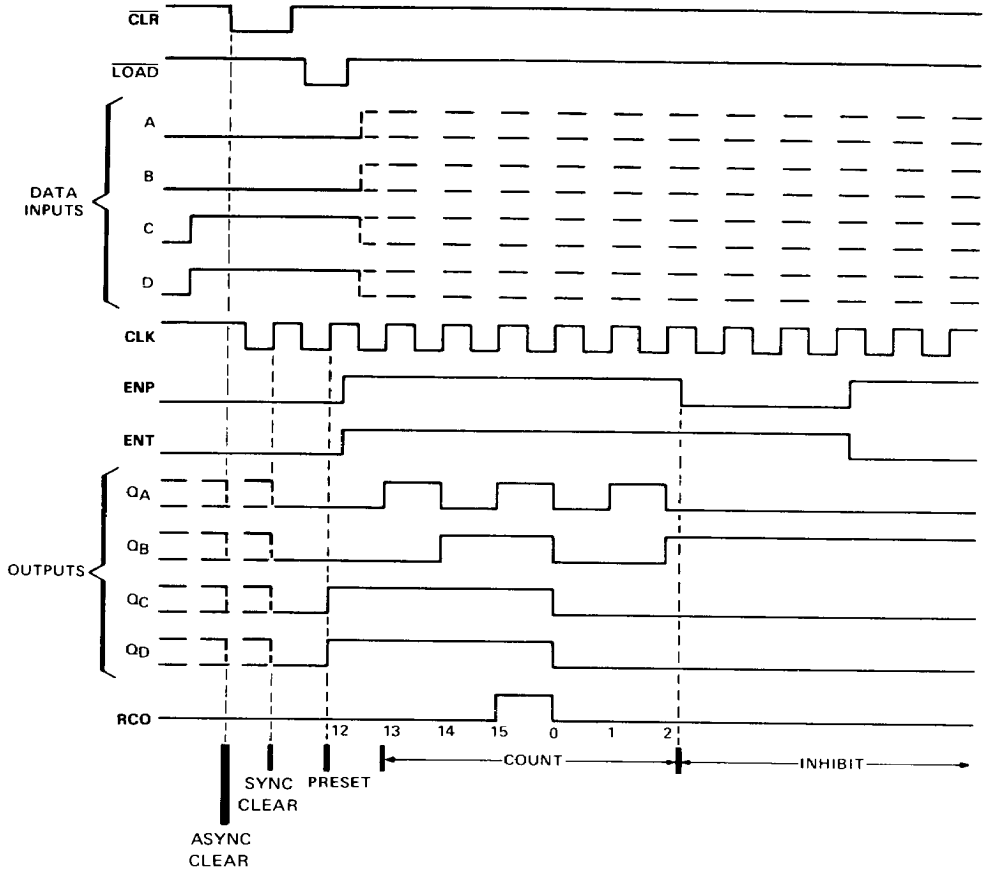 CLR
LOAD
A
B
DATA
INPUTS
C
D
CLK
ENP
ENT
QA
QB
OUTPUTS
QC
QD
RCO
12 13 14 15 0 1 2
COUNT
INHIBIT
SYNC
CLEAR
PRESET
ASYNC
CLEAR